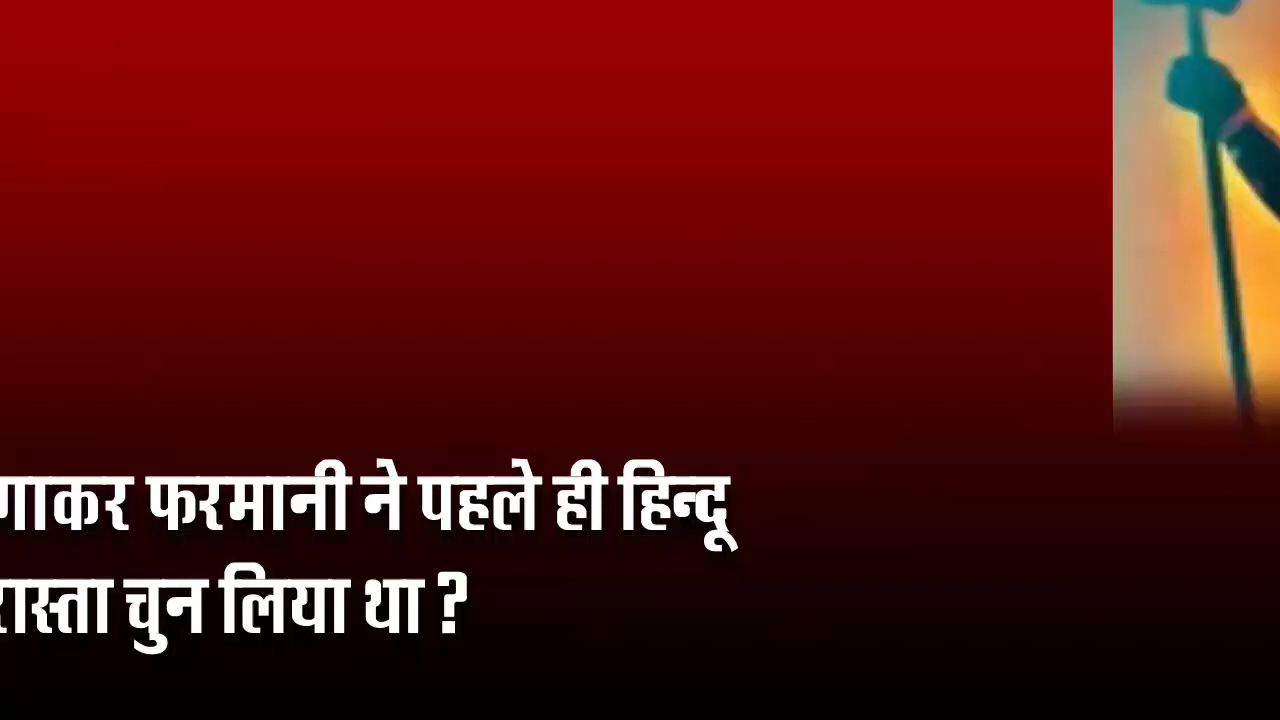 गाकर फरमानी ने पहले ही हिन्दू
रास्ता चुन लिया था ?